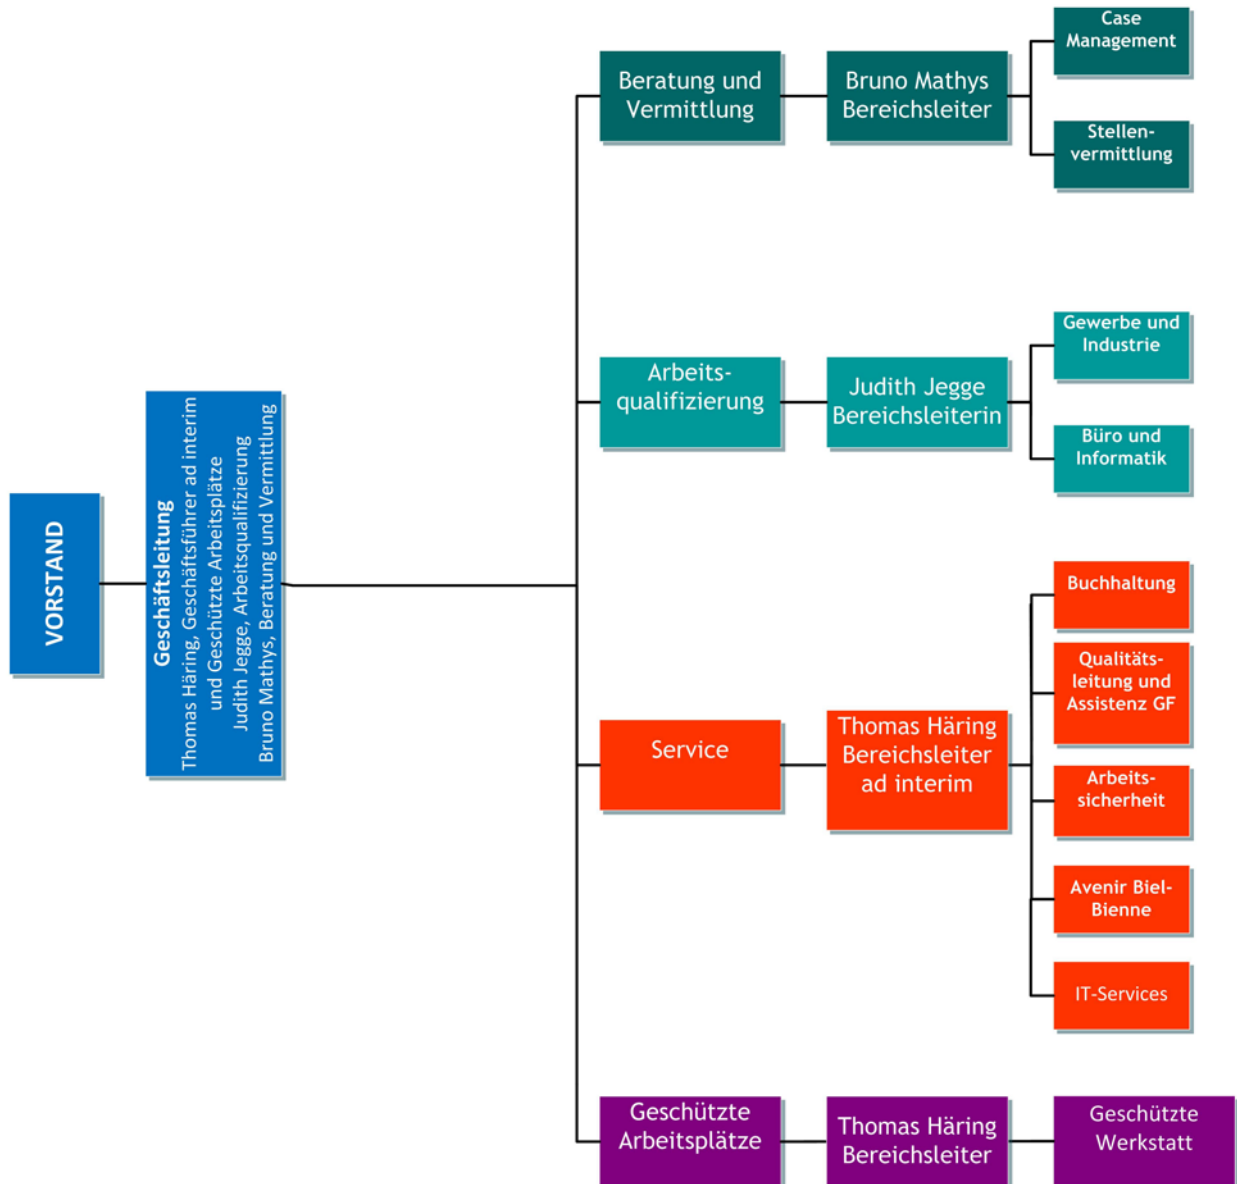 VORSTAND
Geschäftsleitung
Thomas Häring, Geschäftsführer ad interim
und Geschützte Arbeitsplätze
Judith Jegge, Arbeitsqualifizierung
Bruno Mathys, Beratung und Vermittlung
Beratung und
Vermittlung
Bruno Mathys
Bereichsleiter
Case
Management
Stellen-
vermittlung
Arbeits-
qualifizierung
Judith Jegge
Bereichsleiterin
Gewerbe und
Industrie
Büro und
Informatik
Service
Thomas Häring
Bereichsleiter
ad interim
Buchhaltung
Qualitäts-
leitung und
Assistenz GF
Arbeits-
sicherheit
Avenir Biel-
Bienne
IT-Services
Geschützte
Arbeitsplätze
Thomas Häring
Bereichsleiter
Geschützte
Werkstatt